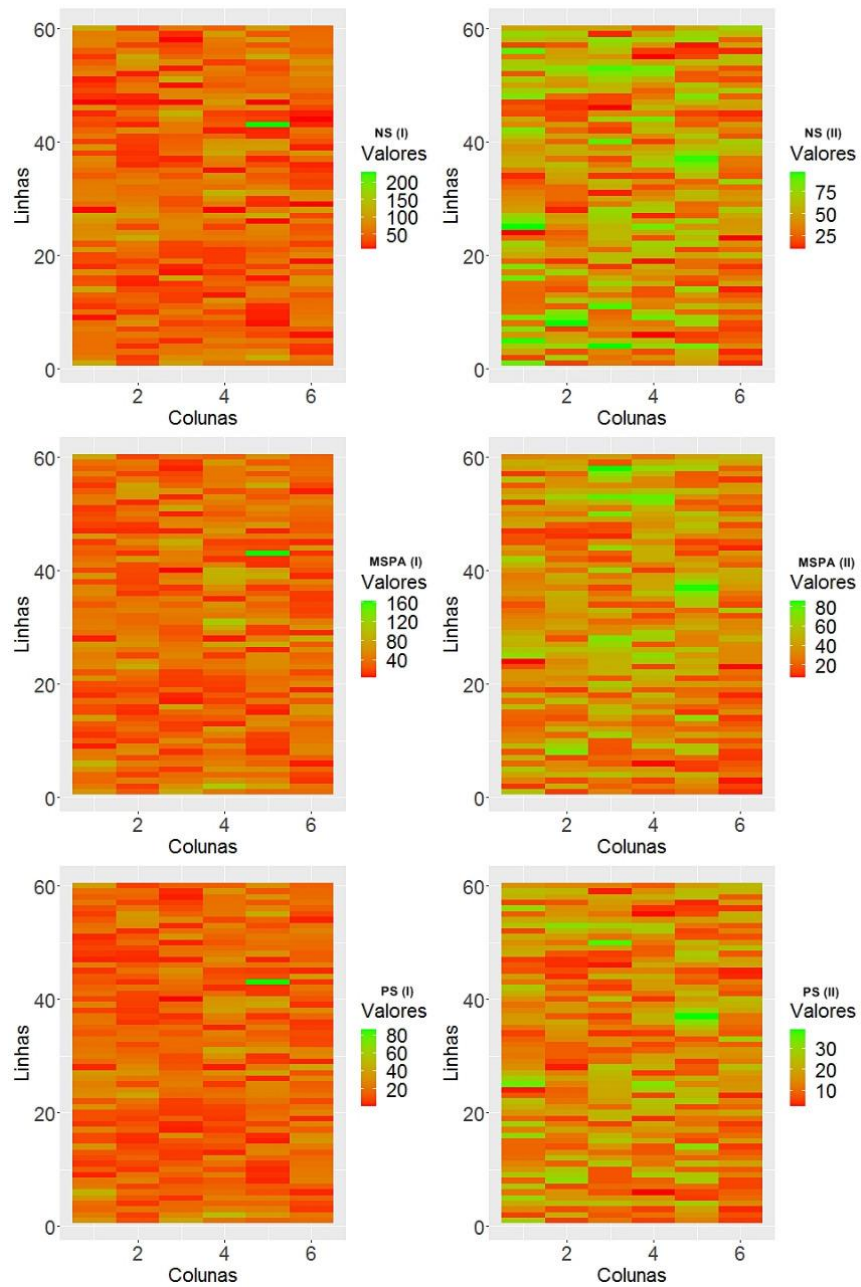 60
40
20
0
Linhas
2
4
6
Colunas
NS (I)
Valores
200
150
100
50
60
40
20
0
Linhas
2
4
6
Colunas
NS (II)
Valores
75
50
25
60
40
20
0
Linhas
2
4
6
Colunas
MSPA (I)
Valores
160
120
80
40
60
40
20
0
Linhas
2
4
6
Colunas
MSPA (II)
Valores
80
60
40
20
60
40
20
0
Linhas
2
4
6
Colunas
PS (I)
Valores
80
60
40
20
60
40
20
0
Linhas
2
4
6
Colunas
PS (II)
Valores
30
20
10